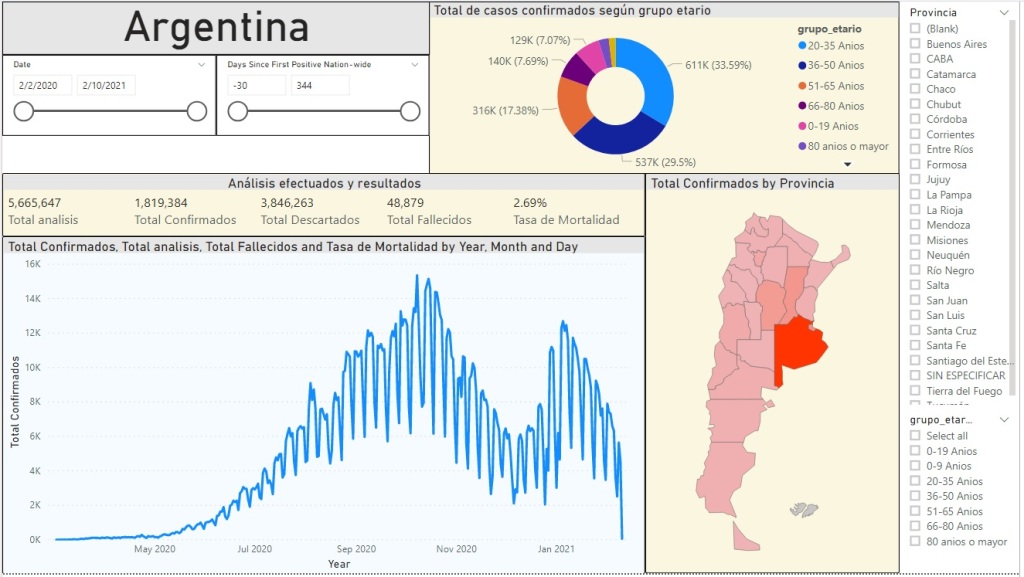 Argentina
Date
2/2/2020
2/10/2021
Days Since First Positive Nation-wide
-30
344
Total de casos confirmados según grupo etario
129K (7.07%)
140K (7.69%)
316K (17.38%)
611K (33.59%)
537K (29.5%)
grupo_etario
20-35 Anios
36-50 Anios
51-65 Anios
66-80 Anios
0-19 Anios
80 anios o mayor
Análisis efectuados y resultados
5,665,647
Total analisis
1,819,384
Total Confirmados
3,846,263
Total Descartados
48,879
Total Fallecidos
2.69%
Tasa de Mortalidad
Total Confirmados, Total analisis, Total Fallecidos and Tasa de Mortalidad by Year, Month and Day
Total Confirmados
16K
14K
12K
10K
8K
6K
4K
2K
0K
May 2020
Jul 2020
Sep 2020
Nov 2020
Jan 2021
Year
Total Confirmados by Provincia
Provincia
(Blank)
Buenos Aires
CABA
Catamarca
Chaco
Chubut
Córdoba
Corrientes
Entre Ríos
Formosa
Jujuy
La Pampa
La Rioja
Mendoza
Misiones
Neuquén
Río Negro
Salta
San Juan
San Luis
Santa Cruz
Santa Fe
Santiago del Este...
SIN ESPECIFICAR
Tierra del Fuego
grupo_etar...
Select all
0-19 Anios
0-9 Anios
20-35 Anios
36-50 Anios
51-65 Anios
66-80 Anios
80 anios o mayor